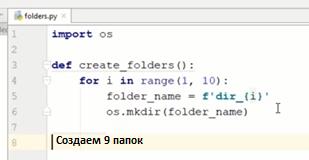 folders.py
1 import os
2
3 def create_folders():
4 for i in range(1, 10):
5 folder_name = f'dir_{i}'
6 os.mkdir(folder_name)
7
8 Создаем 9 папок